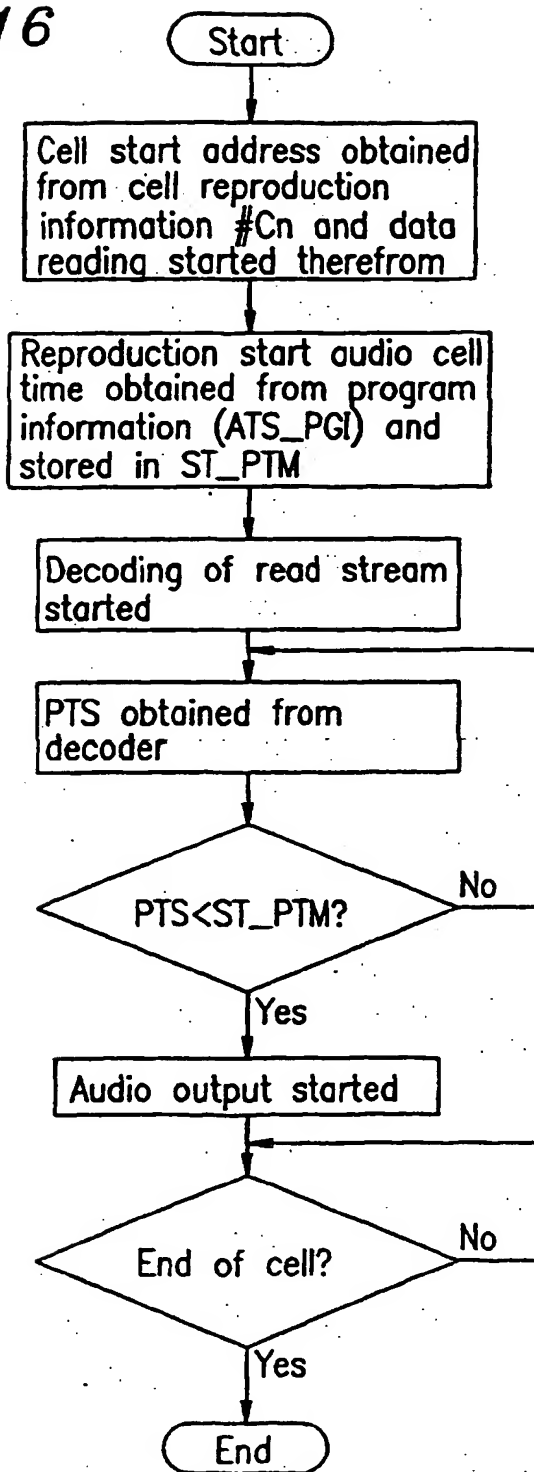 16
Start
Cell start address obtained
from cell reproduction
information #Cn and data
reading started therefrom
Reproduction start audio cell
time obtained from program
information (ATS_PGI) and
stored in ST_PTM
Decoding of read stream
started
PTS obtained from
decoder
PTS<ST_PTM?
No
Yes
Audio output started
End of cell?
No
Yes
End